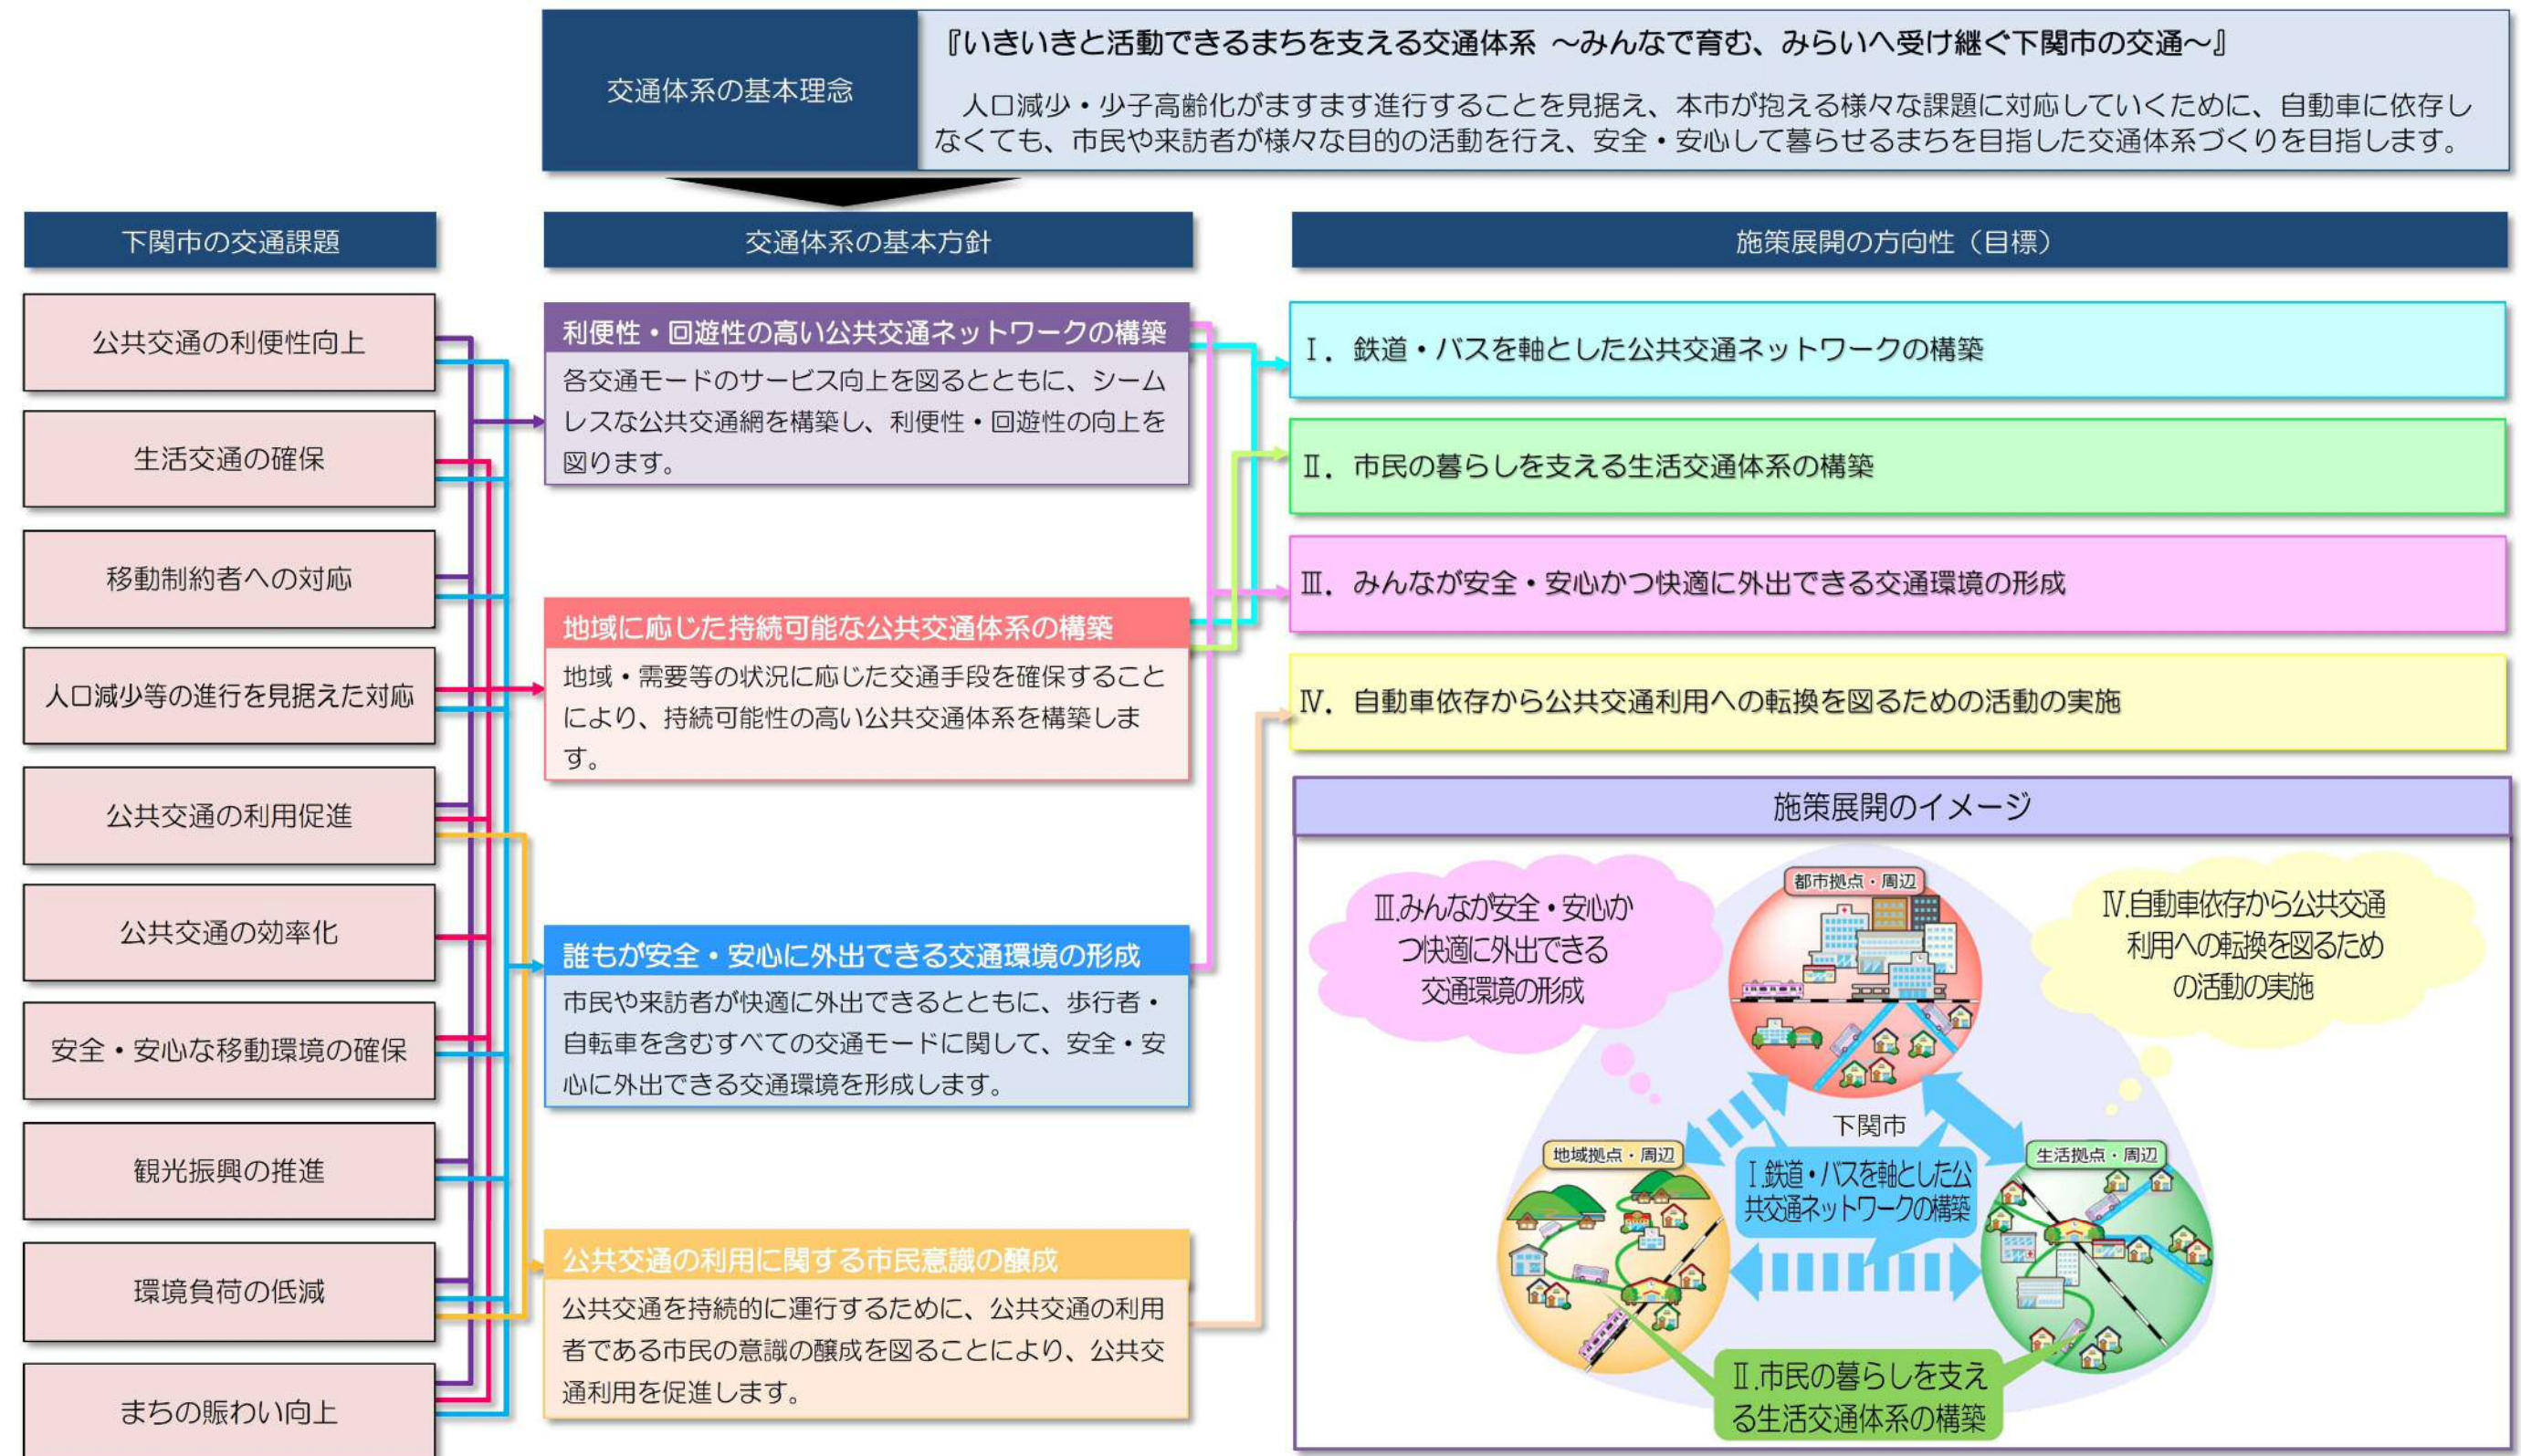 交通体系の基本理念
『いきいきと活動できるまちを支える交通体系 ～みんなで育む、みらいへ受け継ぐ下関市の交通～』
人口減少・少子高齢化がますます進行することを見据え、本市が抱える様々な課題に対応していくために、自動車に依存し
なくても、市民や来訪者が様々な目的の活動を行え、安全・安心して暮らせるまちを目指した交通体系づくりを目指します。
下関市の交通課題
公共交通の利便性向上
生活交通の確保
移動制約者への対応
人口減少等の進行を見据えた対応
公共交通の利用促進
公共交通の効率化
安全・安心な移動環境の確保
観光振興の推進
環境負荷の低減
まちの賑わい向上
交通体系の基本方針
利便性・回遊性の高い公共交通ネットワークの構築
各交通モードのサービス向上を図るとともに、シーム
レスな公共交通網を構築し、利便性・回遊性の向上を
図ります。
地域に応じた持続可能な公共交通体系の構築
地域・需要等の状況に応じた交通手段を確保すること
により、持続可能性の高い公共交通体系を構築しま
す。
誰もが安全・安心に外出できる交通環境の形成
市民や来訪者が快適に外出できるとともに、歩行者・
自転車を含むすべての交通モードに関して、安全・安
心に外出できる交通環境を形成します。
公共交通の利用に関する市民意識の醸成
公共交通を持続的に運行するために、公共交通の利用
者である市民の意識の醸成を図ることにより、公共交
通利用を促進します。
施策展開の方向性（目標）
Ⅰ．鉄道・バスを軸とした公共交通ネットワークの構築
Ⅱ．市民の暮らしを支える生活交通体系の構築
Ⅲ．みんなが安全・安心かつ快適に外出できる交通環境の形成
Ⅳ．自動車依存から公共交通利用への転換を図るための活動の実施
施策展開のイメージ
Ⅲ.みんなが安全・安心か
つ快適に外出できる
交通環境の形成
都市拠点・周辺
Ⅳ.自動車依存から公共交通
利用への転換を図るため
の活動の実施
下関市
地域拠点・周辺
Ⅰ.鉄道・バスを軸とした公
共交通ネットワークの構築
生活拠点・周辺
Ⅱ.市民の暮らしを支え
る生活交通体系の構築